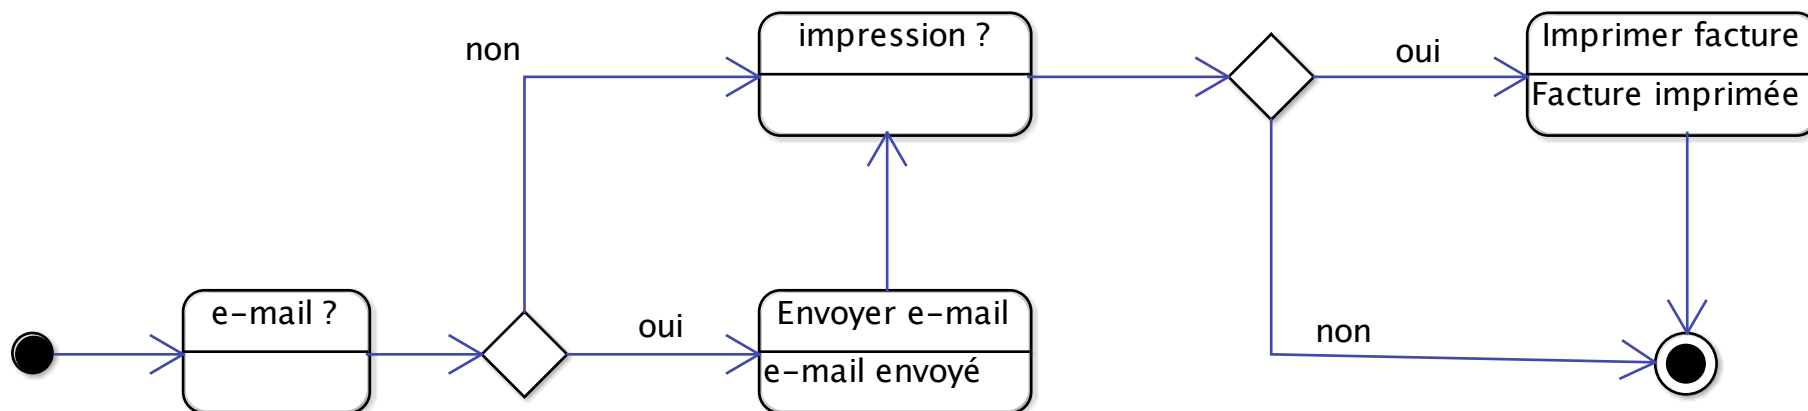 non
impression ?
oui
Imprimer facture
Facture imprimée
e-mail ?
oui
Envoyer e-mail
e-mail envoyé
non